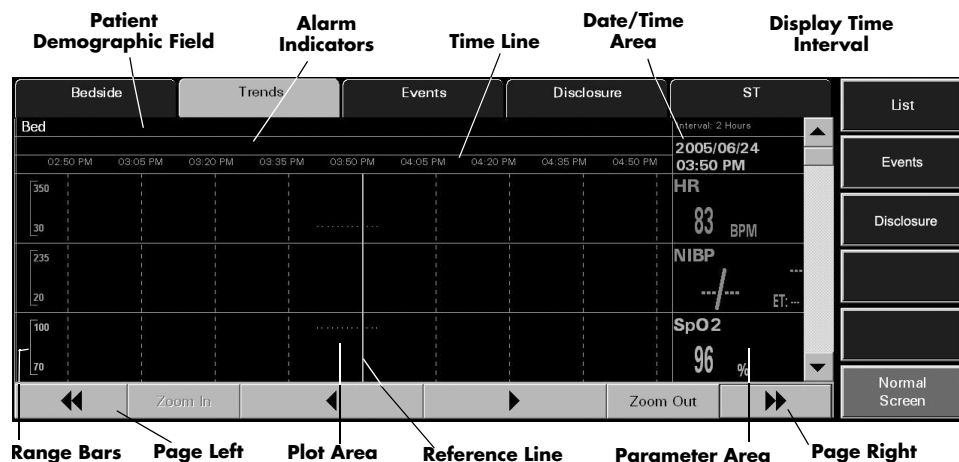 Patient
Demographic Field
Alarm
Indicators
Time Line
Date/Time
Area
Display Time
Interval
Bedside
Trends
Events
Disclosure
ST
List
Bed
Interval: 2 Hours
2005/06/24
03:50 PM
02:50 PM 03:05 PM 03:20 PM 03:35 PM 03:50 PM 04:05 PM 04:20 PM 04:35 PM 04:50 PM
Events
350
30
HR
83 BPM
Disclosure
235
20
NIBP
---
---/---
ET: ---
100
70
SpO2
96 %
Zoom In
Zoom Out
Normal
Screen
Range Bars
Page Left
Plot Area
Reference Line
Parameter Area
Page Right